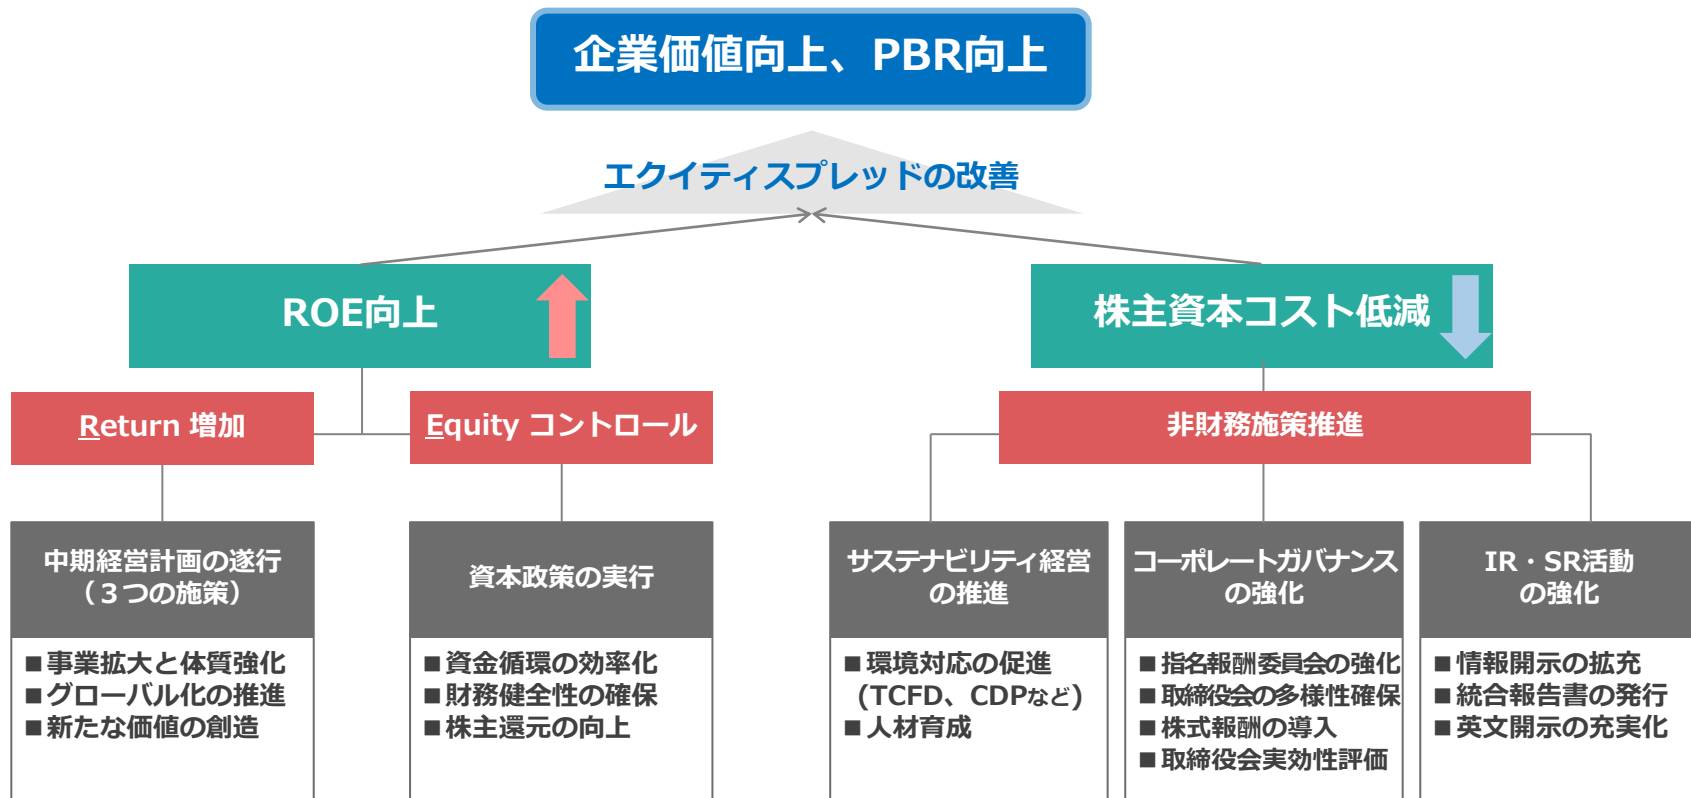 企業価値向上、PBR向上
エクイティスプレッドの改善
ROE向上
株主資本コスト低減
Return 増加
Equity コントロール
非財務施策推進
中期経営計画の遂行
（３つの施策）
■事業拡大と体質強化
■グローバル化の推進
■新たな価値の創造
資本政策の実行
■資金循環の効率化
■財務健全性の確保
■株主還元の向上
サステナビリティ経営
の推進
■環境対応の促進
(TCFD、CDPなど)
■人材育成
コーポレートガバナンス
の強化
■指名報酬委員会の強化
■取締役会の多様性確保
■株式報酬の導入
■取締役会実効性評価
IR・SR活動
の強化
■情報開示の拡充
■統合報告書の発行
■英文開示の充実化